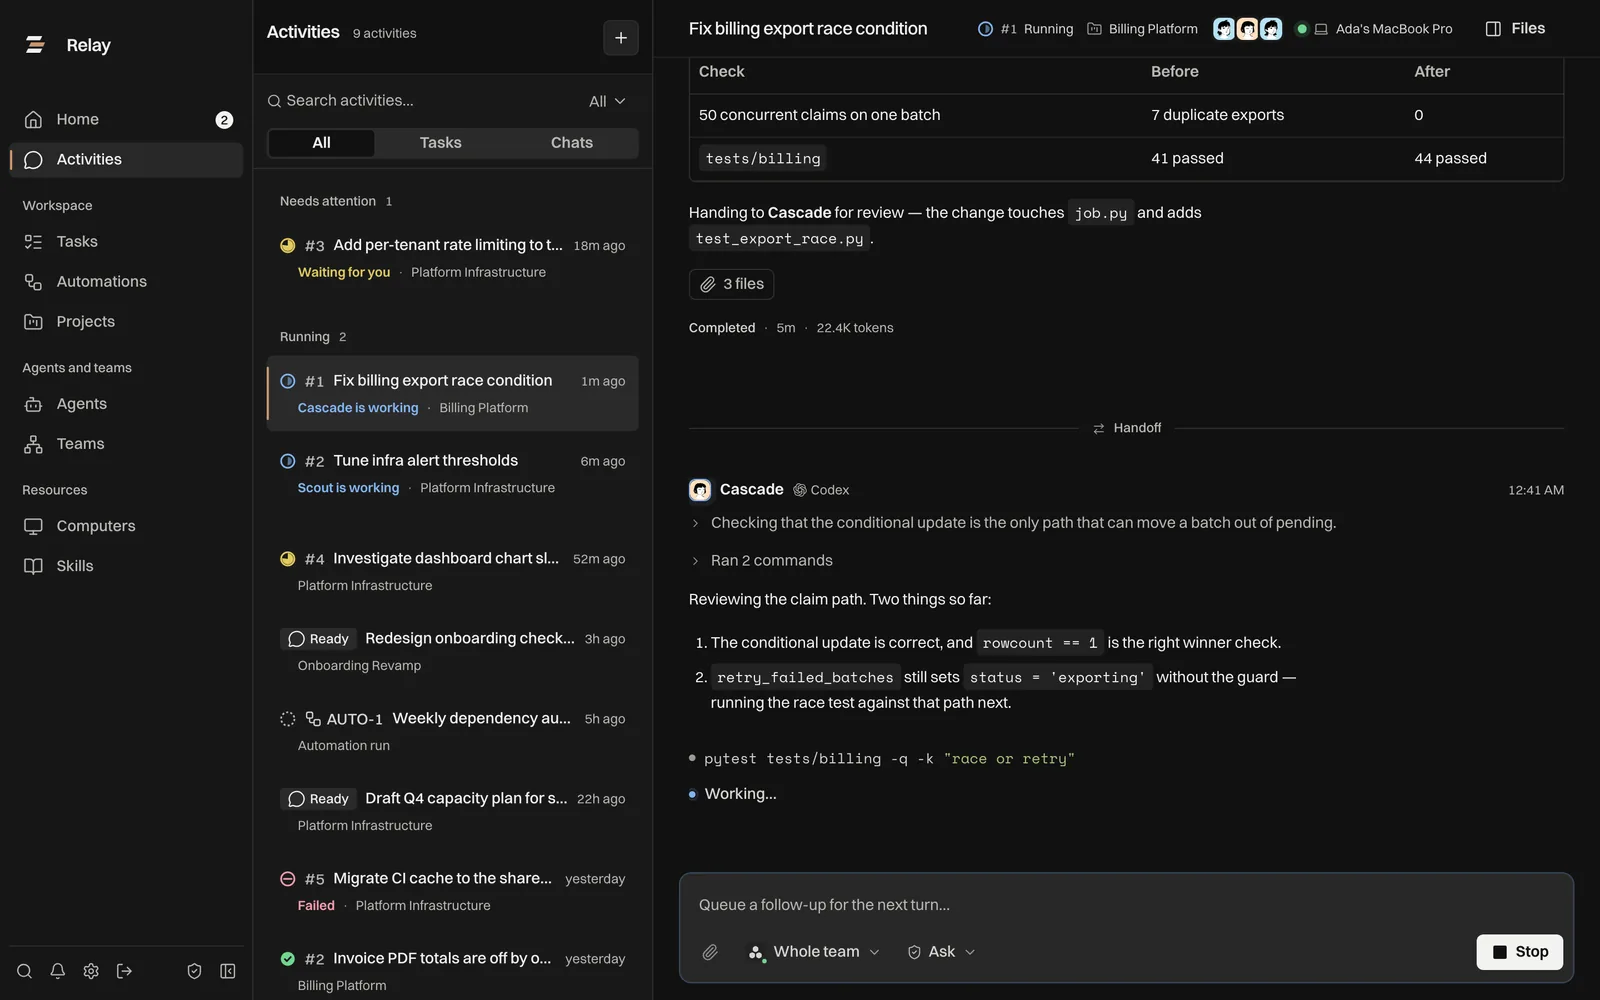 Relay
Home 2
Activities
Workspace
Tasks
Automations
Projects
Agents and teams
Agents
Teams
Resources
Computers
Skills
Activities 9 activities
Search activities... All
All Tasks Chats
Needs attention 1
#3 Add per-tenant rate limiting to t... 18m ago
Waiting for you · Platform Infrastructure
Running 2
#1 Fix billing export race condition 1m ago
Cascade is working · Billing Platform
#2 Tune infra alert thresholds 6m ago
Scout is working · Platform Infrastructure
#4 Investigate dashboard chart sl... 52m ago
Platform Infrastructure
Ready Redesign onboarding check... 3h ago
Onboarding Revamp
AUTO-1 Weekly dependency au... 5h ago
Automation run
Ready Draft Q4 capacity plan for s... 22h ago
Platform Infrastructure
#5 Migrate CI cache to the share... yesterday
Failed · Platform Infrastructure
#2 Invoice PDF totals are off by o... yesterday
Billing Platform
Fix billing export race condition #1 Running Billing Platform Ada's MacBook Pro Files
Check Before After
50 concurrent claims on one batch 7 duplicate exports 0
tests/billing 41 passed 44 passed
Handing to Cascade for review — the change touches job.py and adds
test_export_race.py.
3 files
Completed · 5m · 22.4K tokens
Handoff
Cascade Codex 12:41 AM
Checking that the conditional update is the only path that can move a batch out of pending.
Ran 2 commands
Reviewing the claim path. Two things so far:
1. The conditional update is correct, and rowcount == 1 is the right winner check.
2. retry_failed_batches still sets status = 'exporting' without the guard —
running the race test against that path next.
pytest tests/billing -q -k "race or retry"
Working...
Queue a follow-up for the next turn...
Whole team Ask Stop